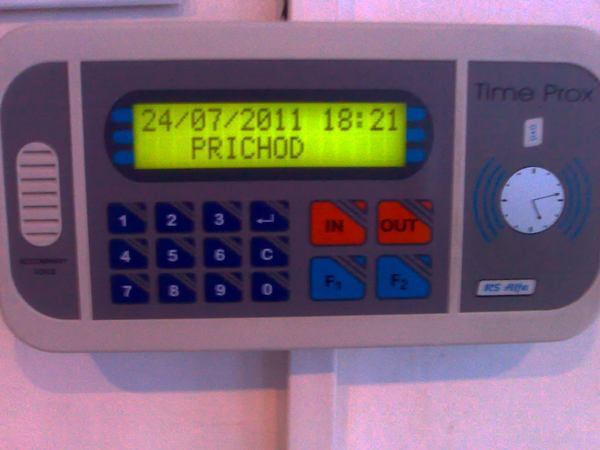 Time Prox
24/07/2011 18:21
PRICHOD
1 2 3 ↵ IN OUT
4 5 6 C
7 8 9 0 F1 F2
RS Alfa